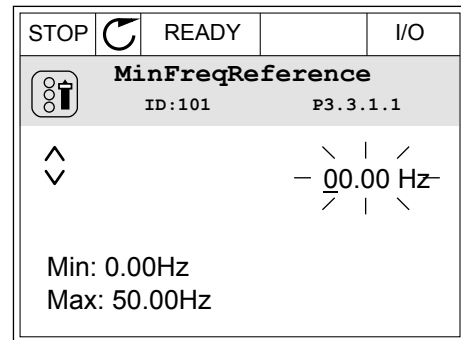 STOP READY I/O
MinFreqReference
ID:101 P3.3.1.1
00.00 Hz
Min: 0.00Hz
Max: 50.00Hz